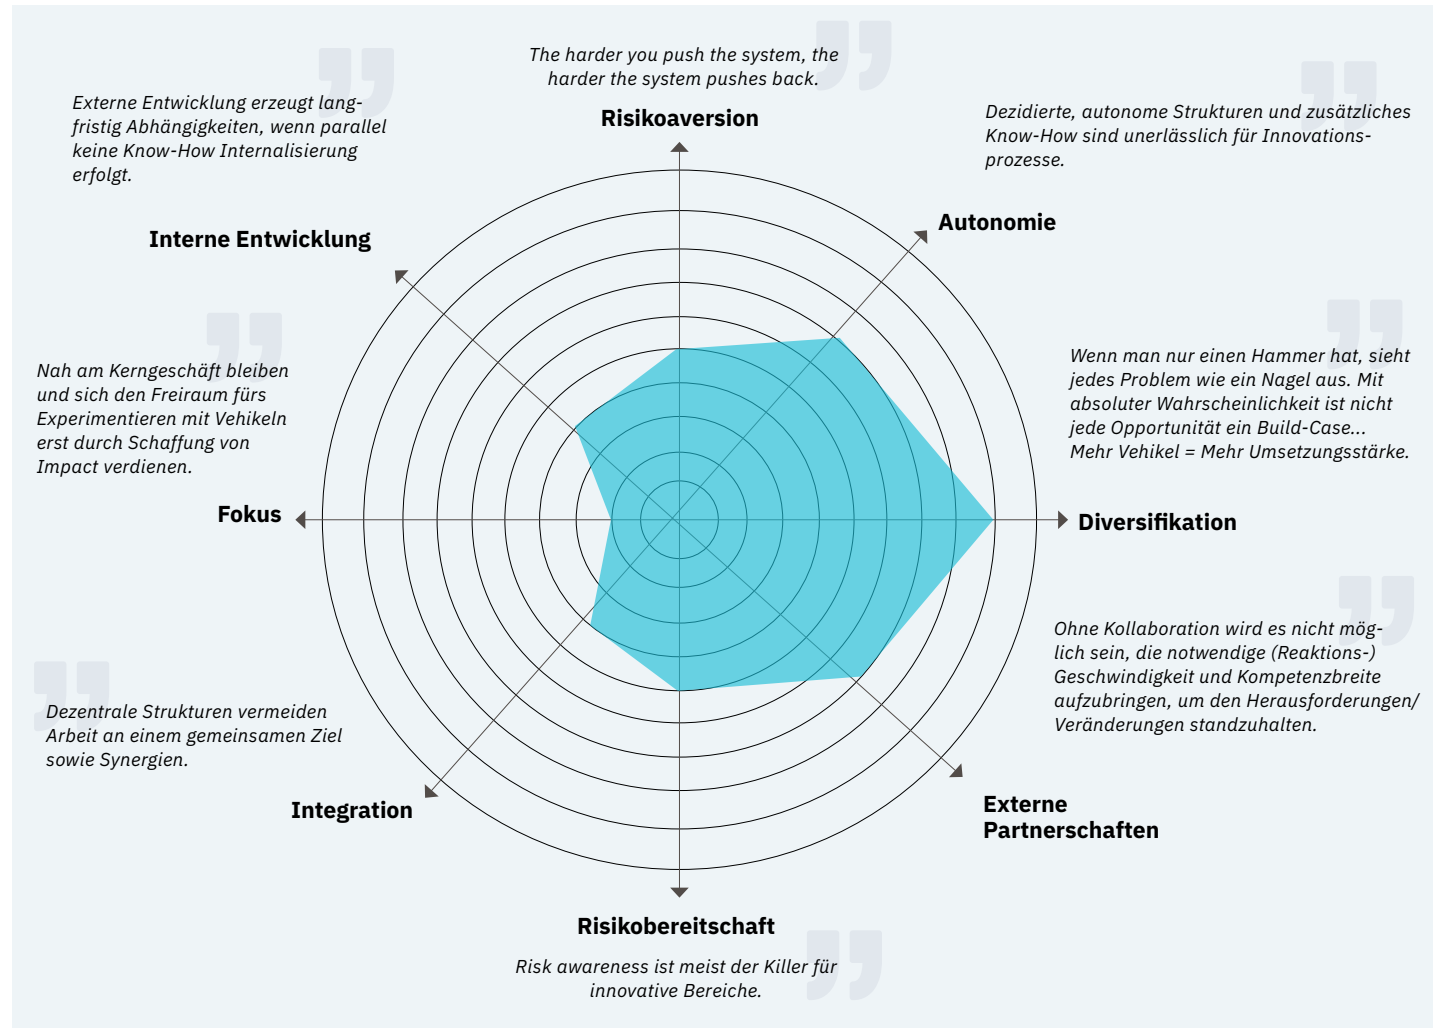 The harder you push the system, the
harder the system pushes back.
Risikoaversion
Externe Entwicklung erzeugt lang-
fristig Abhängigkeiten, wenn parallel
keine Know-How Internalisierung
erfolgt.
Interne Entwicklung
Dezidierte, autonome Strukturen und zusätzliches
Know-How sind unerlässlich für Innovations-
prozesse.
Autonomie
Nah am Kerngeschäft bleiben
und sich den Freiraum fürs
Experimentieren mit Vehikeln
erst durch Schaffung von
Impact verdienen.
Fokus
Wenn man nur einen Hammer hat, sieht
jedes Problem wie ein Nagel aus. Mit
absoluter Wahrscheinlichkeit ist nicht
jede Opportunität ein Build-Case...
Mehr Vehikel = Mehr Umsetzungsstärke.
Diversifikation
Dezentrale Strukturen vermeiden
Arbeit an einem gemeinsamen Ziel
sowie Synergien.
Integration
Ohne Kollaboration wird es nicht mög-
lich sein, die notwendige (Reaktions-)
Geschwindigkeit und Kompetenzbreite
aufzubringen, um den Herausforderungen/
Veränderungen standzuhalten.
Externe
Partnerschaften
Risikobereitschaft
Risk awareness ist meist der Killer für
innovative Bereiche.